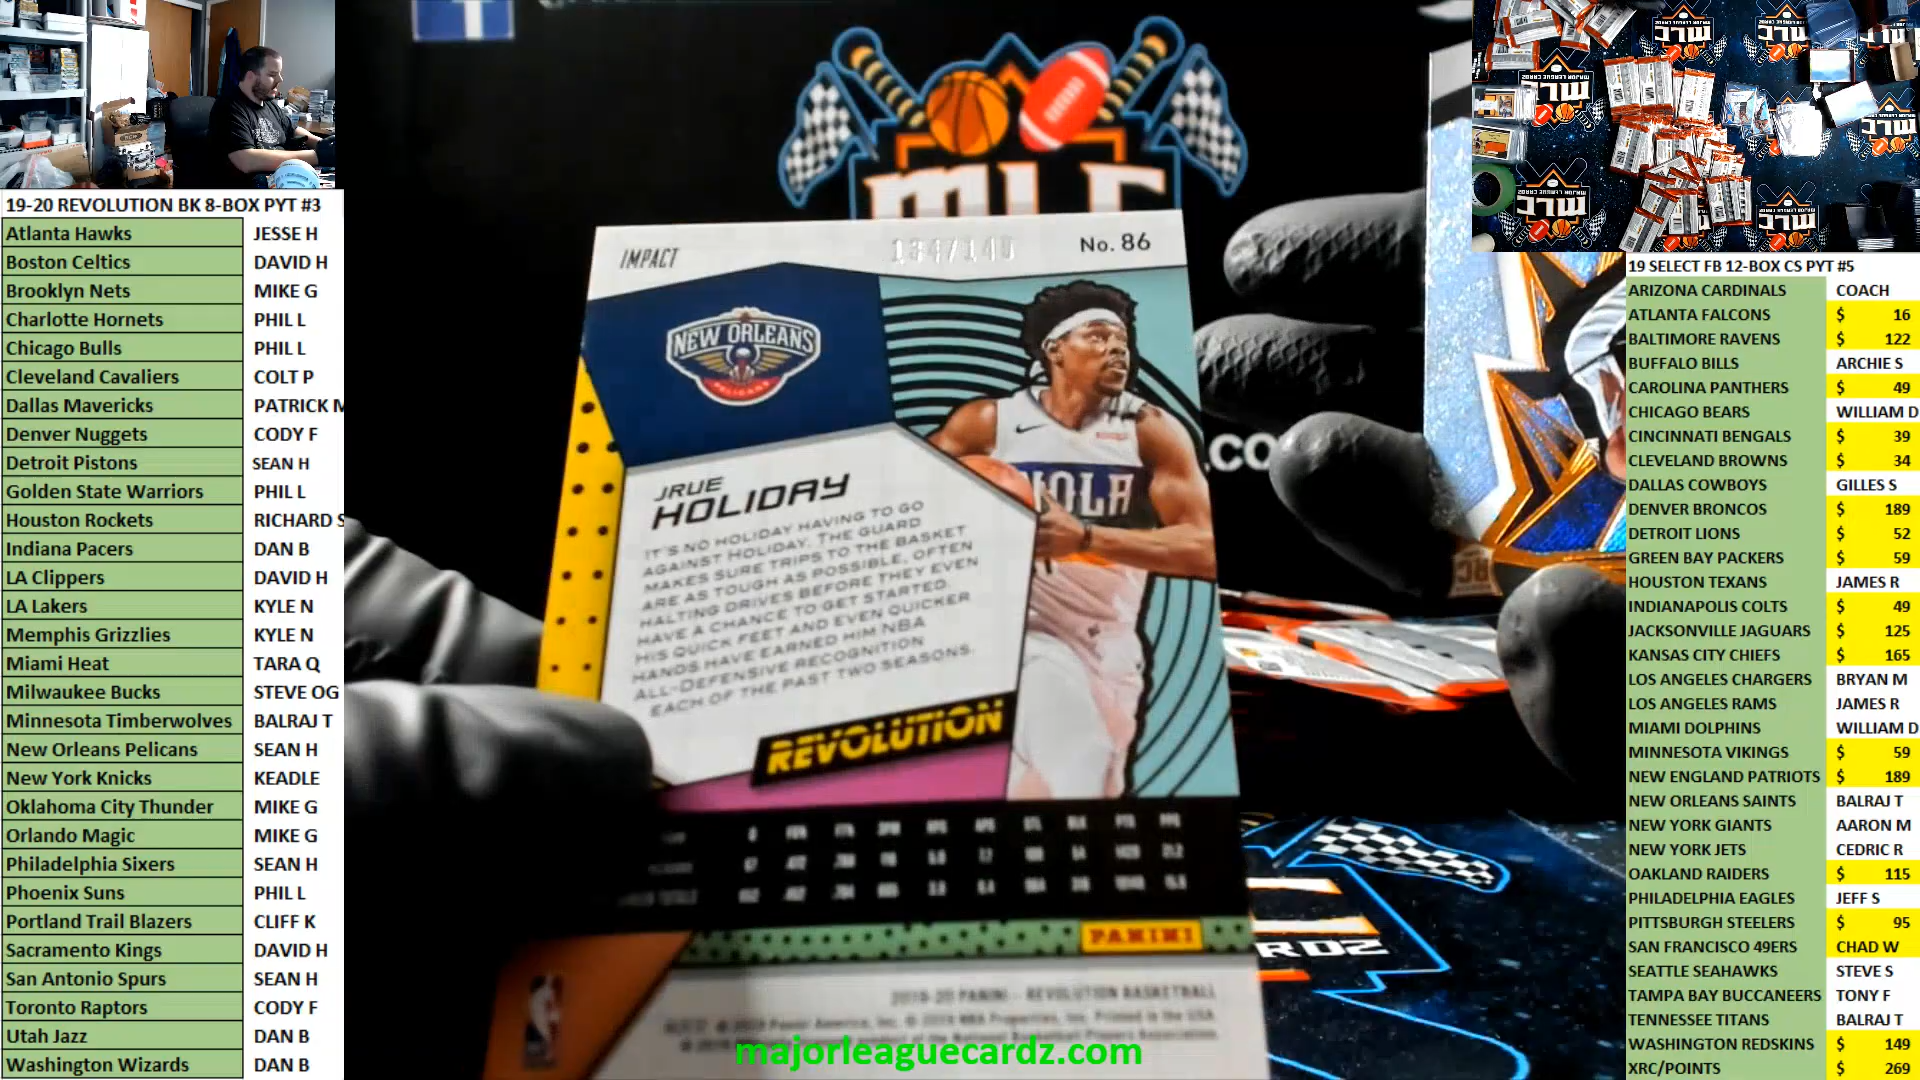 19-20 REVOLUTION BK 8-BOX PYT #3
Atlanta Hawks JESSE H
Boston Celtics DAVID H
Brooklyn Nets MIKE G
Charlotte Hornets PHIL L
Chicago Bulls PHIL L
Cleveland Cavaliers COLT P
Dallas Mavericks PATRICK M
Denver Nuggets CODY F
Detroit Pistons SEAN H
Golden State Warriors PHIL L
Houston Rockets RICHARD S
Indiana Pacers DAN B
LA Clippers DAVID H
LA Lakers KYLE N
Memphis Grizzlies KYLE N
Miami Heat TARA Q
Milwaukee Bucks STEVE OG
Minnesota Timberwolves BALRAJ T
New Orleans Pelicans SEAN H
New York Knicks KEADLE
Oklahoma City Thunder MIKE G
Orlando Magic MIKE G
Philadelphia Sixers SEAN H
Phoenix Suns PHIL L
Portland Trail Blazers CLIFF K
Sacramento Kings DAVID H
San Antonio Spurs SEAN H
Toronto Raptors CODY F
Utah Jazz DAN B
Washington Wizards DAN B
MLC
.CO
IMPACT
134/140
No. 86
NEW ORLEANS
PELICANS
NOLA
JRUE
HOLIDAY
IT'S NO HOLIDAY HAVING TO GO
AGAINST HOLIDAY. THE GUARD
MAKES SURE TRIPS TO THE BASKET
ARE AS TOUGH AS POSSIBLE, OFTEN
HALTING DRIVES BEFORE THEY EVEN
HAVE A CHANCE TO GET STARTED.
HIS QUICK FEET AND EVEN QUICKER
HANDS HAVE EARNED HIM NBA
ALL-DEFENSIVE RECOGNITION
EACH OF THE PAST TWO SEASONS.
REVOLUTION
PANINI
2019-20 PANINI - REVOLUTION BASKETBALL
RDZ
majorleaguecardz.com
19 SELECT FB 12-BOX CS PYT #5
ARIZONA CARDINALS COACH
ATLANTA FALCONS $ 16
BALTIMORE RAVENS $ 122
BUFFALO BILLS ARCHIE S
CAROLINA PANTHERS $ 49
CHICAGO BEARS WILLIAM D
CINCINNATI BENGALS $ 39
CLEVELAND BROWNS $ 34
DALLAS COWBOYS GILLES S
DENVER BRONCOS $ 189
DETROIT LIONS $ 52
GREEN BAY PACKERS $ 59
HOUSTON TEXANS JAMES R
INDIANAPOLIS COLTS $ 49
JACKSONVILLE JAGUARS $ 125
KANSAS CITY CHIEFS $ 165
LOS ANGELES CHARGERS BRYAN M
LOS ANGELES RAMS JAMES R
MIAMI DOLPHINS WILLIAM D
MINNESOTA VIKINGS $ 59
NEW ENGLAND PATRIOTS $ 189
NEW ORLEANS SAINTS BALRAJ T
NEW YORK GIANTS AARON M
NEW YORK JETS CEDRIC R
OAKLAND RAIDERS $ 115
PHILADELPHIA EAGLES JEFF S
PITTSBURGH STEELERS $ 95
SAN FRANCISCO 49ERS CHAD W
SEATTLE SEAHAWKS STEVE S
TAMPA BAY BUCCANEERS TONY F
TENNESSEE TITANS BALRAJ T
WASHINGTON REDSKINS $ 149
XRC/POINTS $ 269